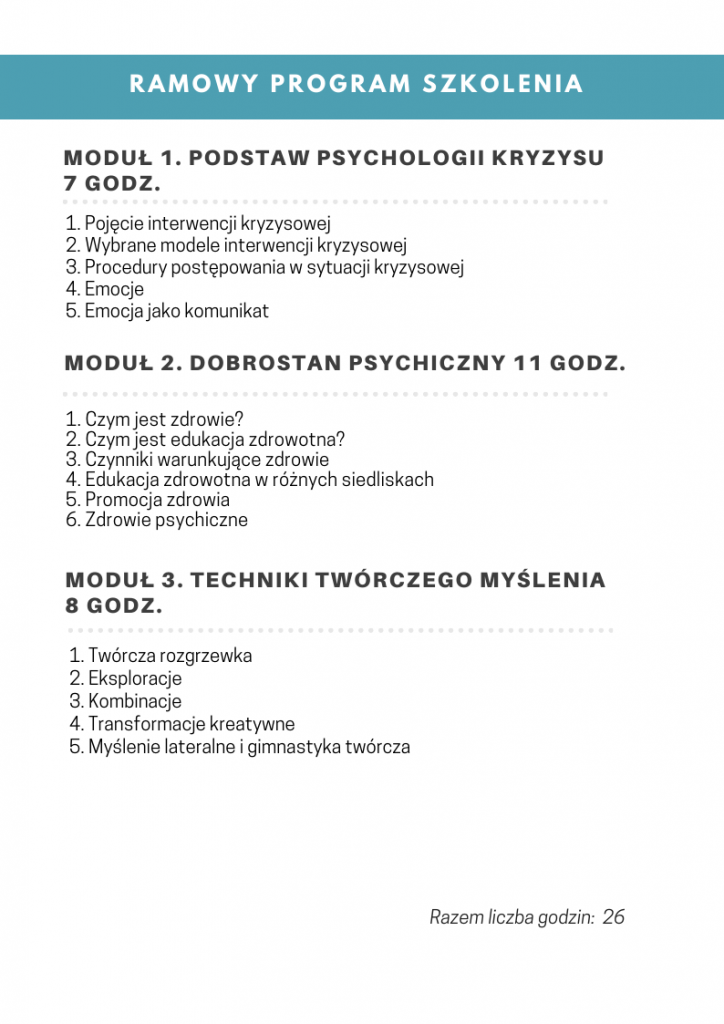 RAMOWY PROGRAM SZKOLENIA
MODUŁ 1. PODSTAW PSYCHOLOGII KRYZYSU
7 GODZ.
1. Pojęcie interwencji kryzysowej
2. Wybrane modele interwencji kryzysowej
3. Procedury postępowania w sytuacji kryzysowej
4. Emocje
5. Emocja jako komunikat
MODUŁ 2. DOBROSTAN PSYCHICZNY 11 GODZ.
1. Czym jest zdrowie?
2. Czym jest edukacja zdrowotna?
3. Czynniki warunkujące zdrowie
4. Edukacja zdrowotna w różnych siedliskach
5. Promocja zdrowia
6. Zdrowie psychiczne
MODUŁ 3. TECHNIKI TWÓRCZEGO MYŚLENIA
8 GODZ.
1. Twórcza rozgrzewka
2. Eksploracje
3. Kombinacje
4. Transformacje kreatywne
5. Myślenie lateralne i gimnastyka twórcza
Razem liczba godzin: 26